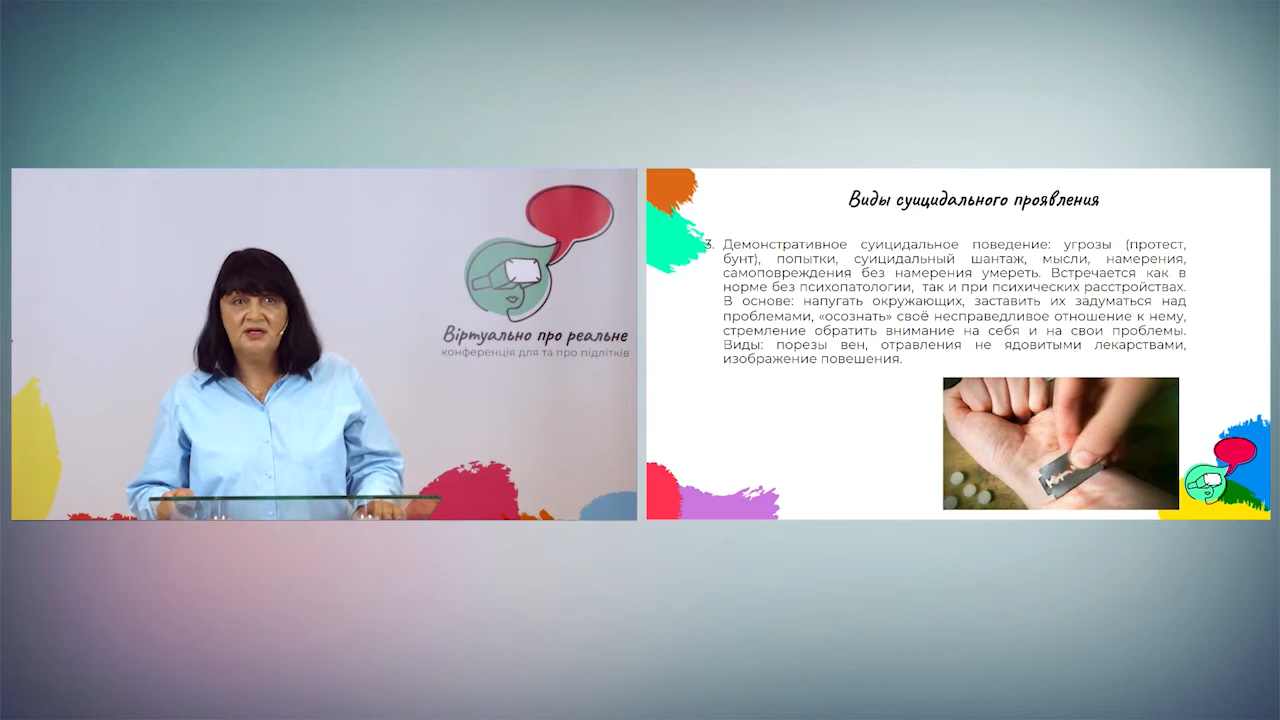 Віртуально про реальне
конференція для та про підлітків
Виды суицидального проявления
3. Демонстративное суицидальное поведение: угрозы (протест,
бунт), попытки, суицидальный шантаж, мысли, намерения,
самоповреждения без намерения умереть. Встречается как в
норме без психопатологии, так и при психических расстройствах.
В основе: напугать окружающих, заставить их задуматься над
проблемами, «осознать» своё несправедливое отношение к нему,
стремление обратить внимание на себя и на свои проблемы.
Виды: порезы вен, отравления не ядовитыми лекарствами,
изображение повешения.